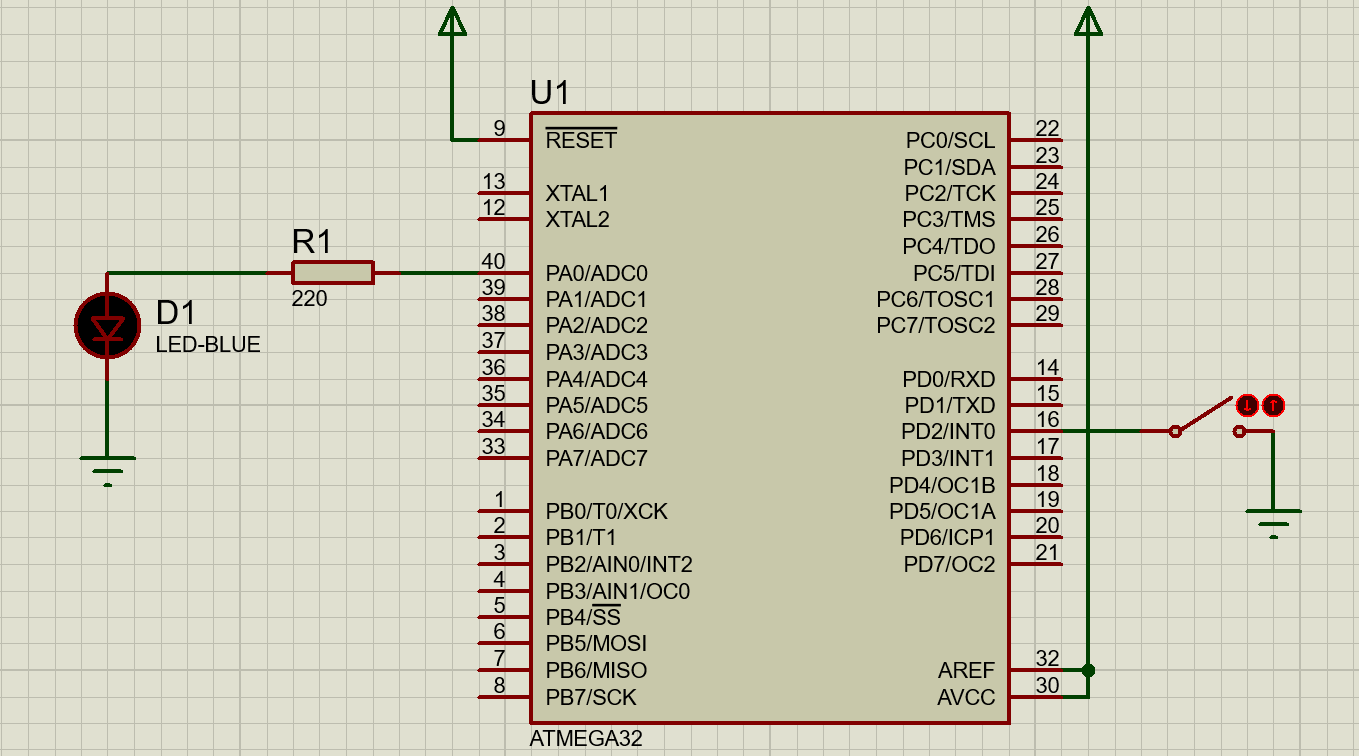 U1
9 RESET
13 XTAL1
12 XTAL2
R1
220
40 PA0/ADC0
39 PA1/ADC1
38 PA2/ADC2
37 PA3/ADC3
36 PA4/ADC4
35 PA5/ADC5
34 PA6/ADC6
33 PA7/ADC7
D1
LED-BLUE
1 PB0/T0/XCK
2 PB1/T1
3 PB2/AIN0/INT2
4 PB3/AIN1/OC0
5 PB4/SS
6 PB5/MOSI
7 PB6/MISO
8 PB7/SCK
PC0/SCL 22
PC1/SDA 23
PC2/TCK 24
PC3/TMS 25
PC4/TDO 26
PC5/TDI 27
PC6/TOSC1 28
PC7/TOSC2 29
PD0/RXD 14
PD1/TXD 15
PD2/INT0 16
PD3/INT1 17
PD4/OC1B 18
PD5/OC1A 19
PD6/ICP1 20
PD7/OC2 21
AREF 32
AVCC 30
ATMEGA32